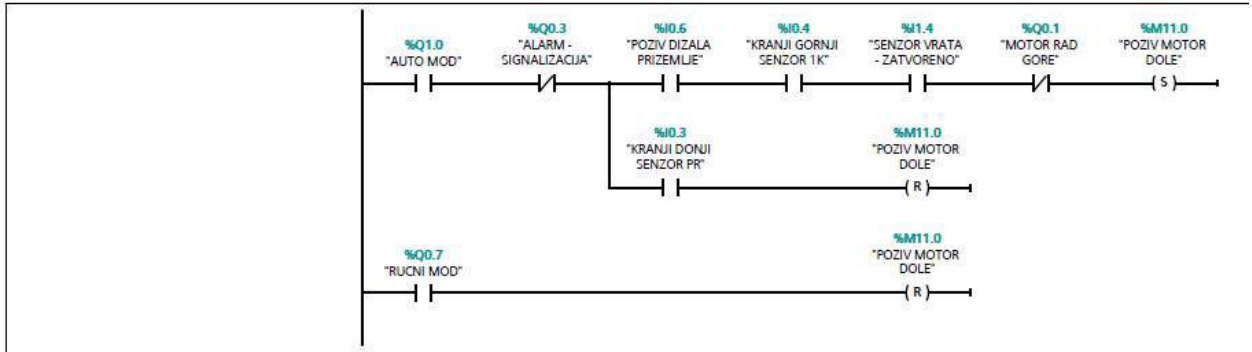 %Q1.0
"AUTO MOD"
%Q0.3
"ALARM -
SIGNALIZACIJA"
%I0.6
"POZIV DIZALA
PRIZEMLJE"
%I0.4
"KRANJI GORNJI
SENZOR 1K"
%I1.4
"SENZOR VRATA
- ZATVORENO"
%Q0.1
"MOTOR RAD
GORE"
%M11.0
"POZIV MOTOR
DOLE"
S
%I0.3
"KRANJI DONJI
SENZOR PR"
%M11.0
"POZIV MOTOR
DOLE"
R
%Q0.7
"RUCNI MOD"
%M11.0
"POZIV MOTOR
DOLE"
R